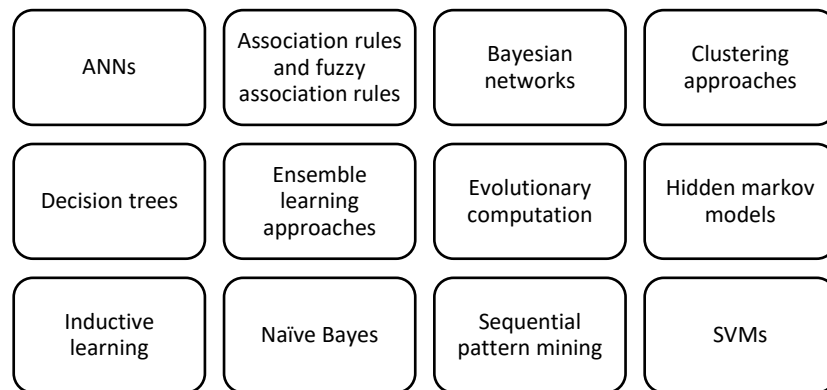 ANNs
Association rules
and fuzzy
association rules
Bayesian
networks
Clustering
approaches
Decision trees
Ensemble
learning
approaches
Evolutionary
computation
Hidden markov
models
Inductive
learning
Naïve Bayes
Sequential
pattern mining
SVMs